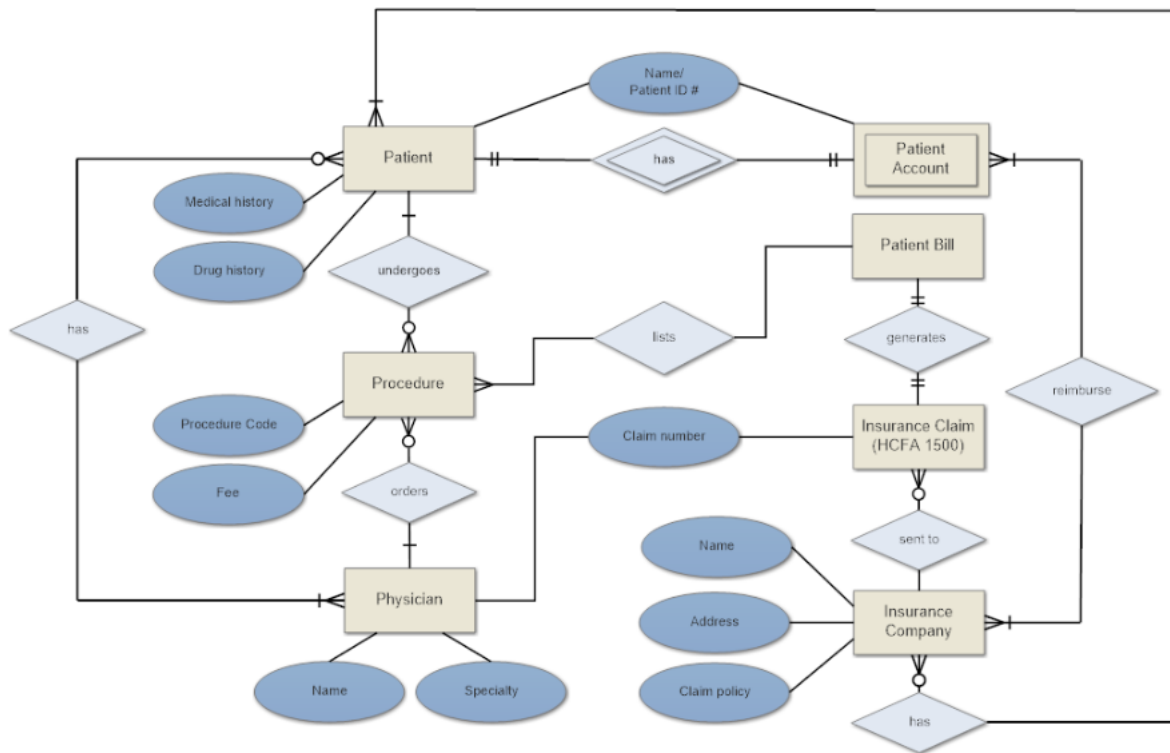 Name/
Patient ID #
Patient
has
Patient
Account
Medical history
Patient Bill
Drug history
undergoes
has
lists
generates
Procedure
reimburse
Procedure Code
Claim number
Insurance Claim
(HCFA 1500)
Fee
orders
sent to
Name
Physician
Address
Insurance
Company
Name
Specialty
Claim policy
has